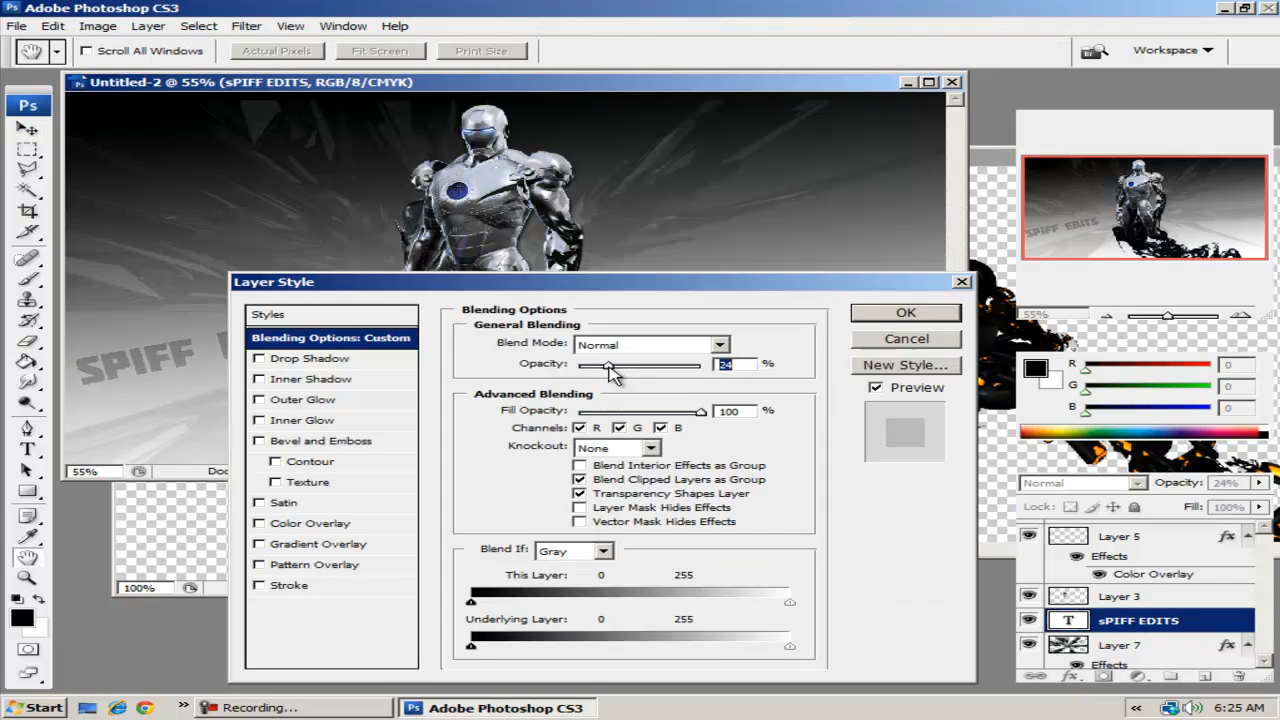 Adobe Photoshop CS3
File Edit Image Layer Select Filter View Window Help
Scroll All Windows Actual Pixels Fit Screen Print Size Workspace
Untitled-2 @ 55% (sPIFF EDITS, RGB/8/CMYK)
Ps
SPIFF EDITS
SPIFF EDITS
55%
Layer Style
Styles
Blending Options: Custom
Drop Shadow
Inner Shadow
Outer Glow
Inner Glow
Bevel and Emboss
Contour
Texture
Satin
Color Overlay
Gradient Overlay
Pattern Overlay
Stroke
Blending Options
General Blending
Blend Mode: Normal
Opacity: 24 %
Advanced Blending
Fill Opacity: 100 %
Channels: R G B
Knockout: None
Blend Interior Effects as Group
Blend Clipped Layers as Group
Transparency Shapes Layer
Layer Mask Hides Effects
Vector Mask Hides Effects
Blend If: Gray
This Layer: 0 255
Underlying Layer: 0 255
OK
Cancel
New Style...
Preview
R 0
G 0
B 0
Normal Opacity: 24%
Lock: Fill: 100%
Layer 5 fx
Effects
Color Overlay
Layer 3
T sPIFF EDITS
Layer 7 fx
Effects
55% Doc
100%
Start Recording... Adobe Photoshop CS3 6:25 AM